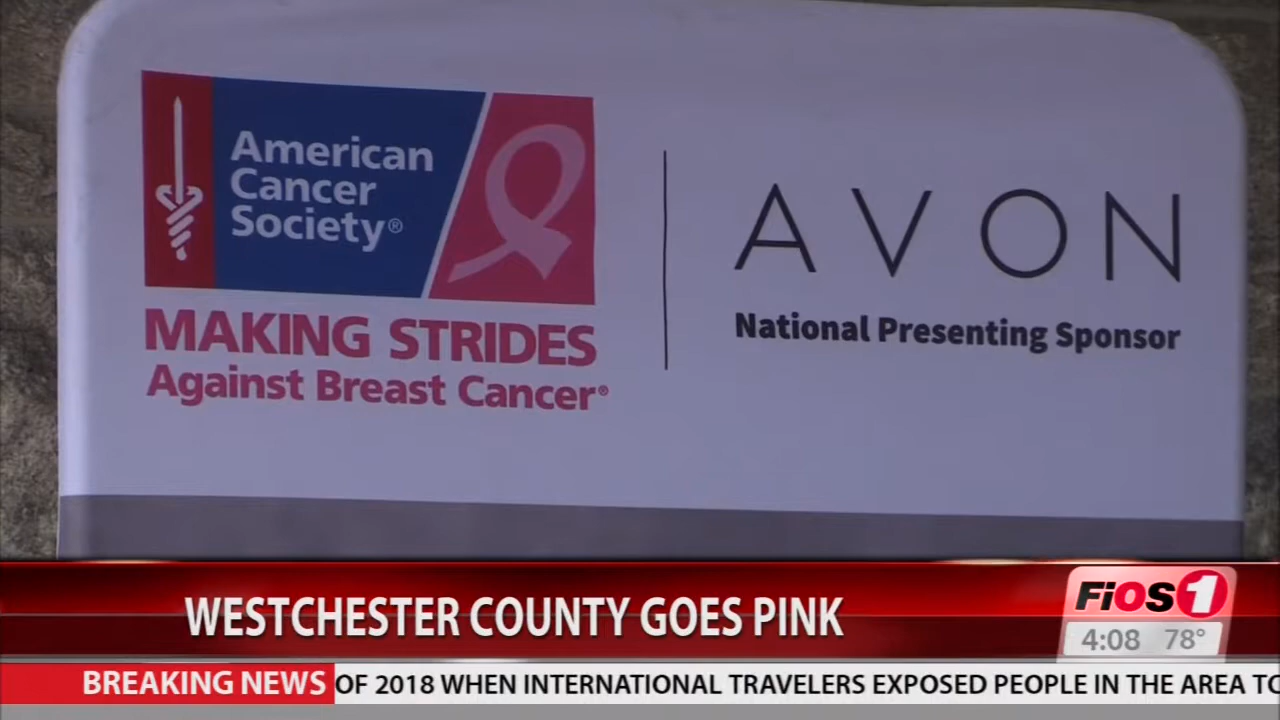 American
Cancer
Society®
MAKING STRIDES
Against Breast Cancer®
AVON
National Presenting Sponsor
WESTCHESTER COUNTY GOES PINK
FiOS1
4:08 78°
BREAKING NEWS OF 2018 WHEN INTERNATIONAL TRAVELERS EXPOSED PEOPLE IN THE AREA TO